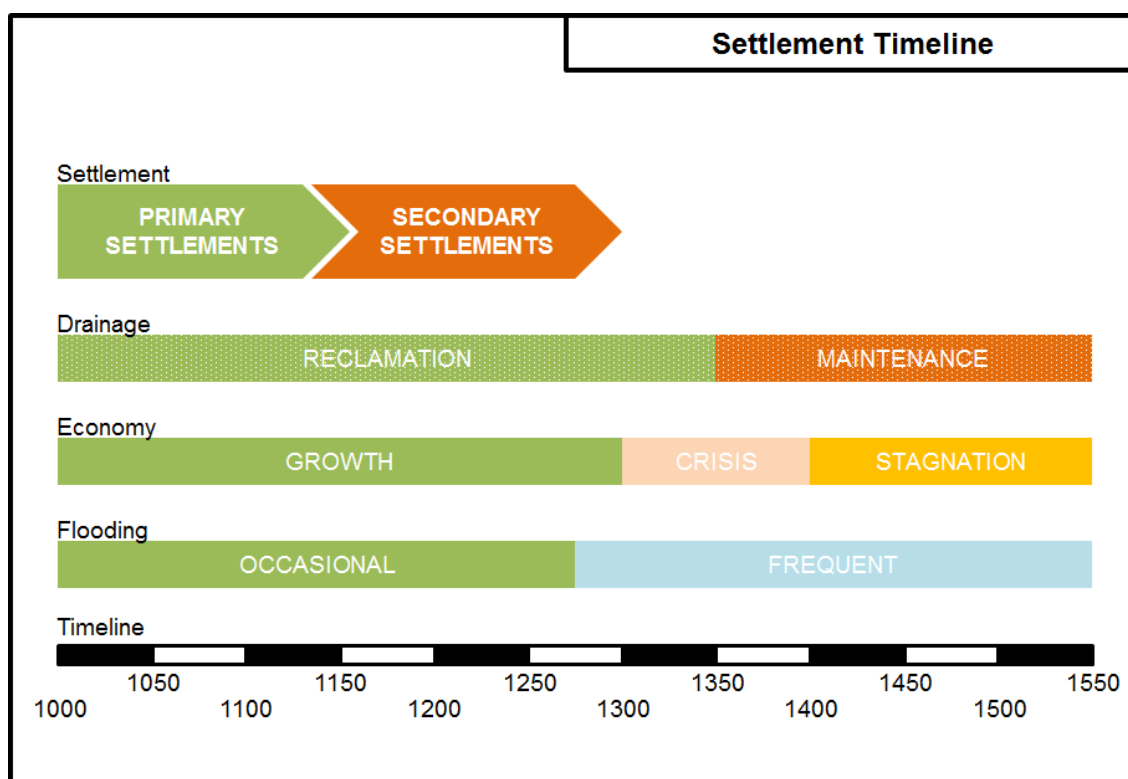 Settlement Timeline
Settlement
PRIMARY
SETTLEMENTS
SECONDARY
SETTLEMENTS
Drainage
RECLAMATION
MAINTENANCE
Economy
GROWTH
CRISIS
STAGNATION
Flooding
OCCASIONAL
FREQUENT
Timeline
1050
1150
1250
1350
1450
1550
1000
1100
1200
1300
1400
1500